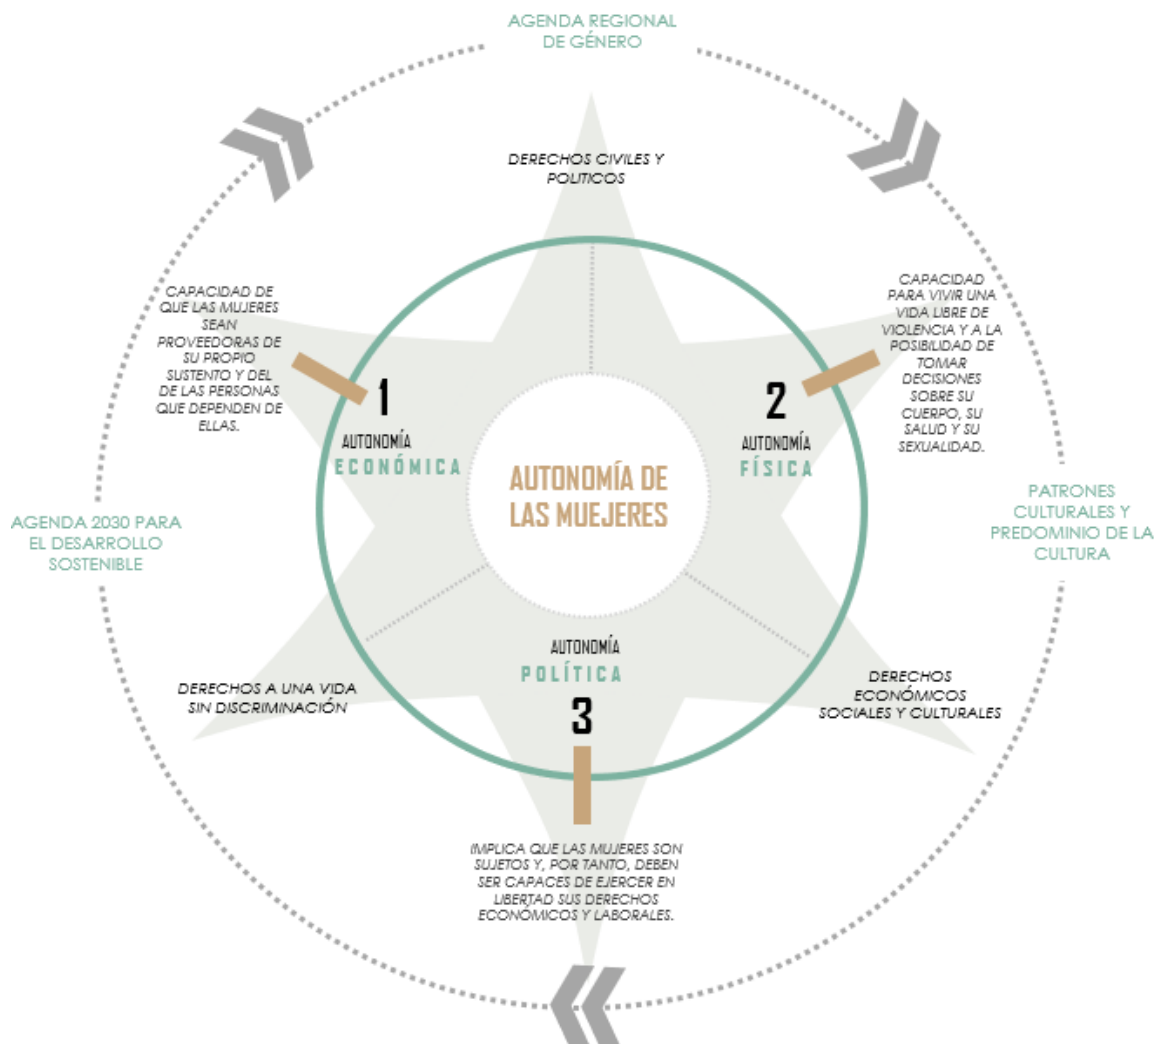 AGENDA REGIONAL
DE GÉNERO
DERECHOS CIVILES Y
POLITICOS
CAPACIDAD DE
QUE LAS MUJERES
SEAN
PROVEEDORAS DE
SU PROPIO
SUSTENTO Y DEL
DE LAS PERSONAS
QUE DEPENDEN DE
ELLAS.
1
AUTONOMÍA
ECONÓMICA
CAPACIDAD
PARA VIVIR UNA
VIDA LIBRE DE
VIOLENCIA Y A LA
POSIBILIDAD DE
TOMAR
DECISIONES
SOBRE SU
CUERPO, SU
SALUD Y SU
SEXUALIDAD.
2
AUTONOMÍA
FÍSICA
AUTONOMÍA DE
LAS MUEJERES
AGENDA 2030 PARA
EL DESARROLLO
SOSTENIBLE
PATRONES
CULTURALES Y
PREDOMINIO DE LA
CULTURA
AUTONOMÍA
POLÍTICA
3
DERECHOS A UNA VIDA
SIN DISCRIMINACIÓN
DERECHOS
ECONÓMICOS
SOCIALES Y CULTURALES
IMPLICA QUE LAS MUJERES SON
SUJETOS Y, POR TANTO, DEBEN
SER CAPACES DE EJERCER EN
LIBERTAD SUS DERECHOS
ECONÓMICOS Y LABORALES.